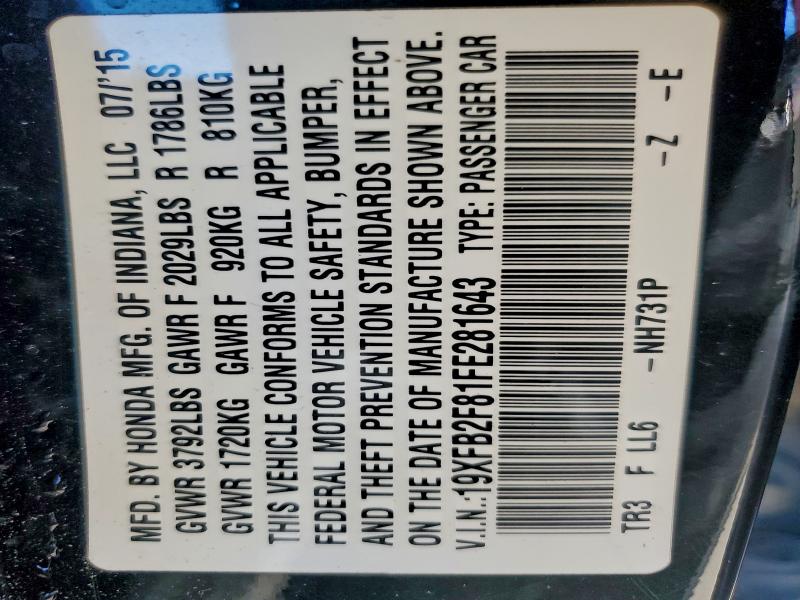 MFD. BY HONDA MFG. OF INDIANA, LLC 07/'15
GVWR 3792LBS GAWR F 2029LBS R 1786LBS
GVWR 1720KG GAWR F 920KG R 810KG
THIS VEHICLE CONFORMS TO ALL APPLICABLE
FEDERAL MOTOR VEHICLE SAFETY, BUMPER,
AND THEFT PREVENTION STANDARDS IN EFFECT
ON THE DATE OF MANUFACTURE SHOWN ABOVE.
V.I.N.:19XFB2F81FE281643 TYPE: PASSENGER CAR
TR3 F LL6 -NH731P -Z -E